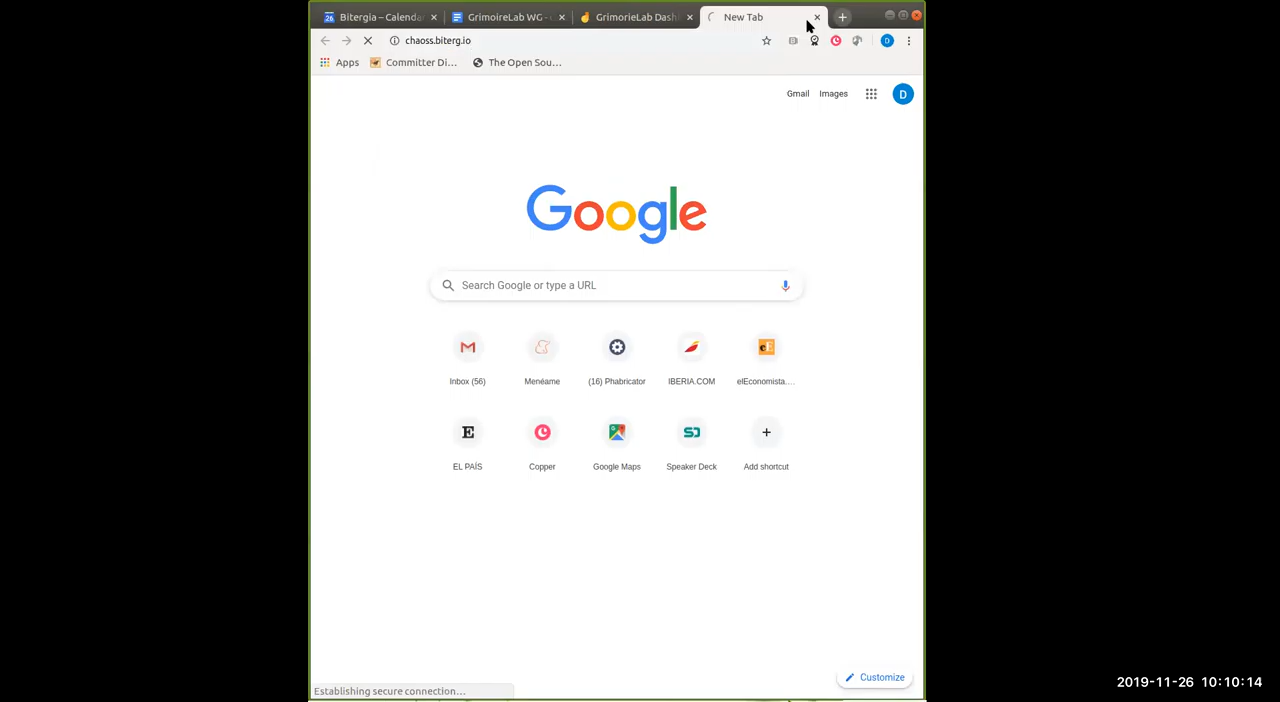 26 Bitergia – Calenda GrimoireLab WG - GrimorieLab Dash New Tab
chaoss.biterg.io D
Apps Committer Di... The Open Sou...
Gmail Images D
Google
Search Google or type a URL
Inbox (56) Menéame (16) Phabricator IBERIA.COM elEconomista....
EL PAÍS Copper Google Maps Speaker Deck Add shortcut
Customize
Establishing secure connection...
2019-11-26 10:10:14